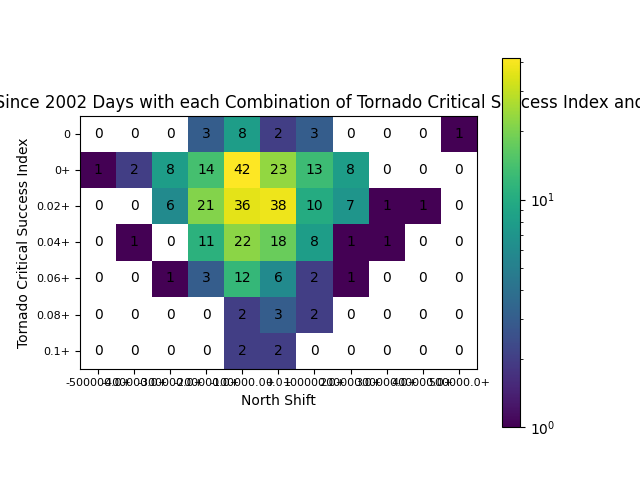 Since 2002 Days with each Combination of Tornado Critical Success Index and
Tornado Critical Success Index
0 0 0 0 3 8 2 3 0 0 0 1
0+ 1 2 8 14 42 23 13 8 0 0 0
0.02+ 0 0 6 21 36 38 10 7 1 1 0
0.04+ 0 1 0 11 22 18 8 1 1 0 0
0.06+ 0 0 1 3 12 6 2 1 0 0 0
0.08+ 0 0 0 0 2 3 2 0 0 0 0
0.1+ 0 0 0 0 2 2 0 0 0 0 0
North Shift
10¹
10⁰